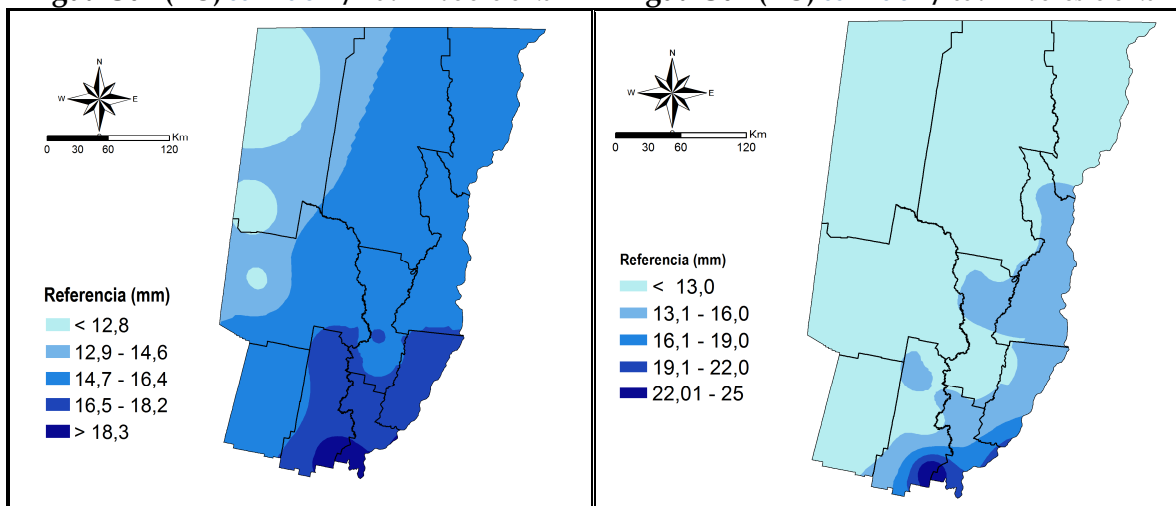 N
W E
Km
0 30 60 120
Referencia (mm)
< 12,8
12,9 - 14,6
14,7 - 16,4
16,5 - 18,2
> 18,3
N
W E
S
Km
0 30 60 120
Referencia (mm)
< 13,0
13,1 - 16,0
16,1 - 19,0
19,1 - 22,0
22,01 - 25